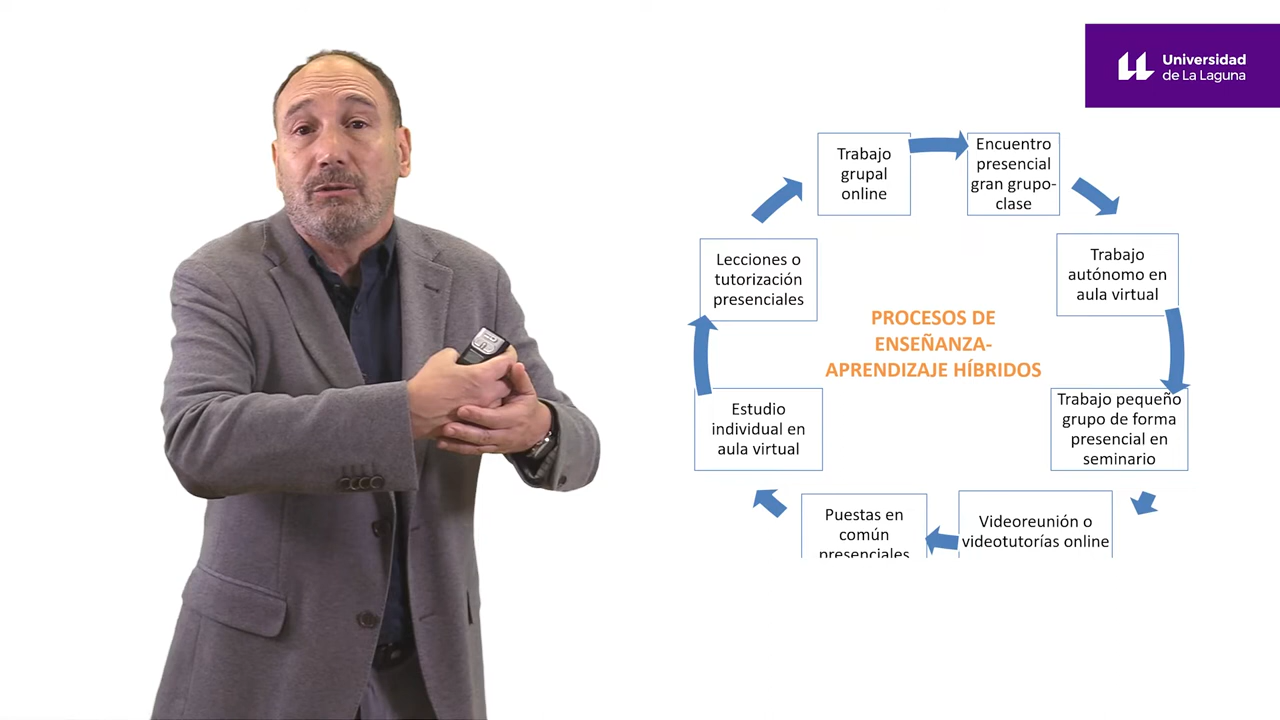 Universidad
de La Laguna
Trabajo
grupal
online
Encuentro
presencial
gran grupo-
clase
Trabajo
autónomo en
aula virtual
Trabajo pequeño
grupo de forma
presencial en
seminario
Videoreunión o
videotutorías online
Puestas en
común
presenciales
Estudio
individual en
aula virtual
Lecciones o
tutorización
presenciales
PROCESOS DE
ENSEÑANZA-
APRENDIZAJE HÍBRIDOS